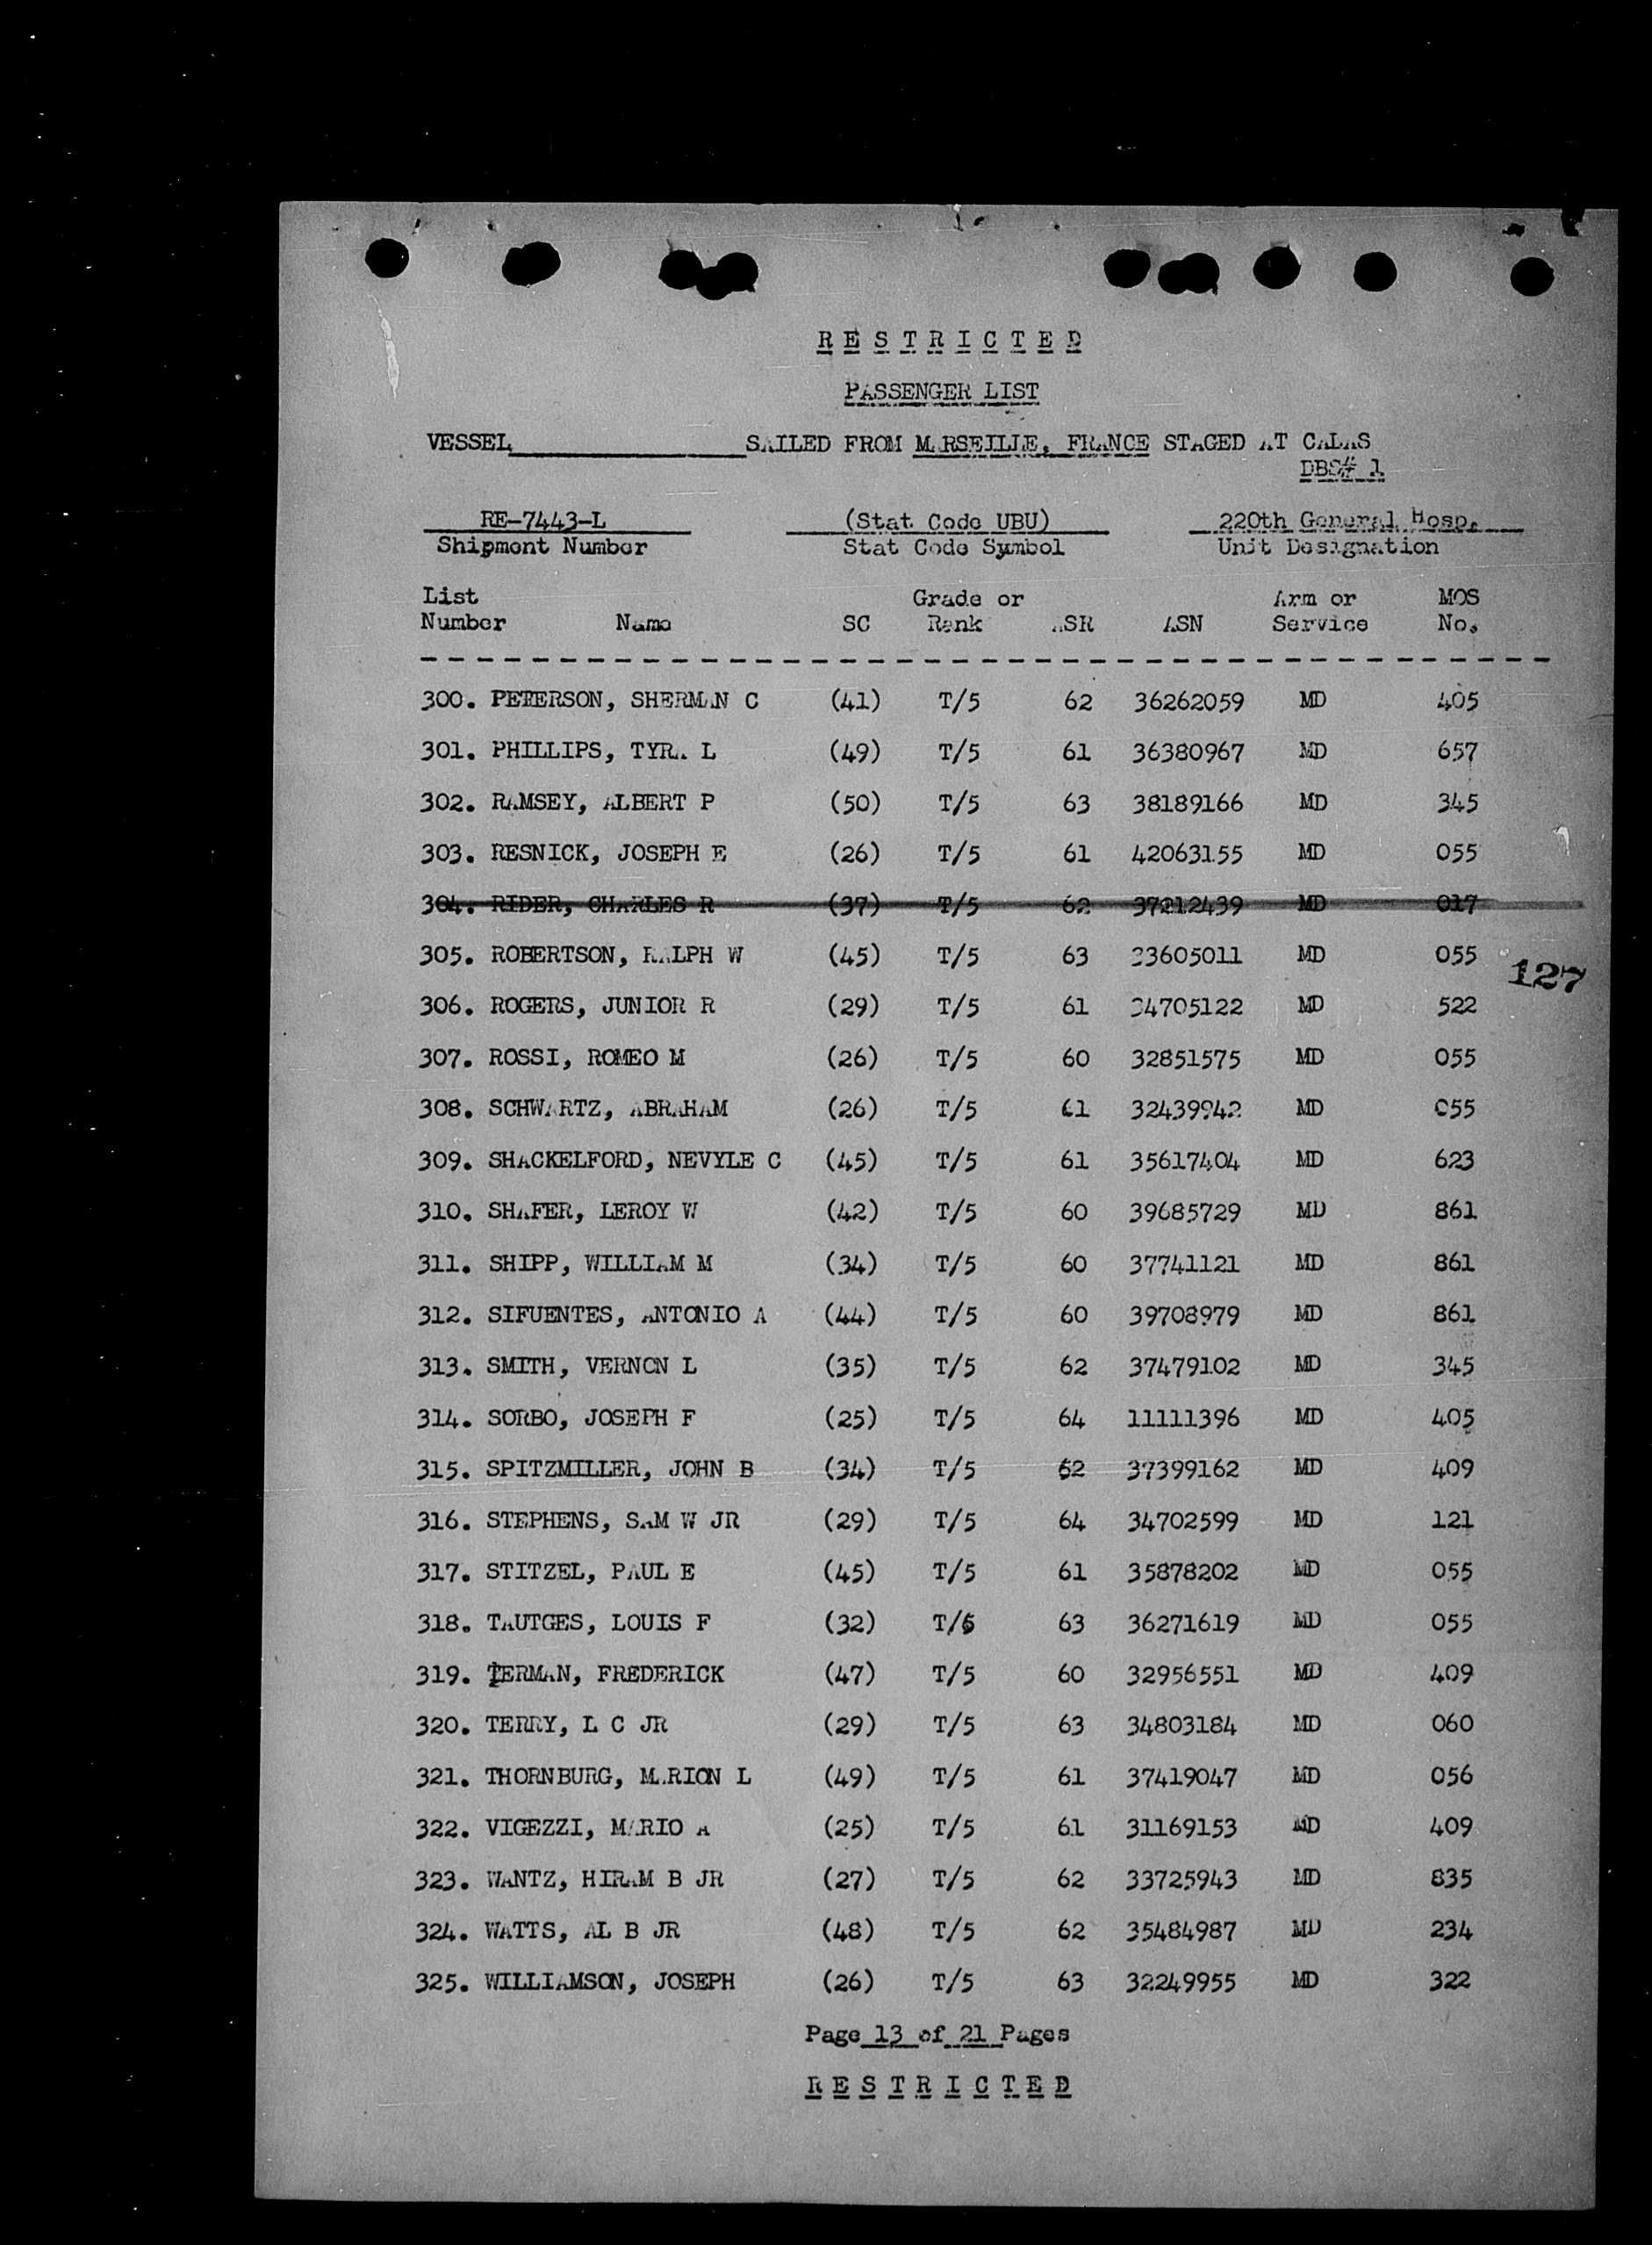 RESTRICTED
PASSENGER LIST
VESSEL SAILED FROM MARSEILLE, FRANCE STAGED AT CALAS
DBS# 1
RE-7443-L (Stat Code UBU) 220th General Hosp.
Shipment Number Stat Code Symbol Unit Designation
List Grade or Arm or MOS
Number Name SC Rank ASR ASN Service No.
300. PETERSON, SHERMAN C (41) T/5 62 36262059 MD 405
301. PHILLIPS, TYRA L (49) T/5 61 36380967 MD 657
302. RAMSEY, ALBERT P (50) T/5 63 38189166 MD 345
303. RESNICK, JOSEPH E (26) T/5 61 42063155 MD 055
304. RIDER, CHARLES R (37) T/5 62 37212439 MD 017
305. ROBERTSON, RALPH W (45) T/5 63 33605011 MD 055
127
306. ROGERS, JUNIOR R (29) T/5 61 34705122 MD 522
307. ROSSI, ROMEO M (26) T/5 60 32851575 MD 055
308. SCHWARTZ, ABRAHAM (26) T/5 61 32439942 MD 055
309. SHACKELFORD, NEVYLE C (45) T/5 61 35617404 MD 623
310. SHAFER, LEROY W (42) T/5 60 39685729 MD 861
311. SHIPP, WILLIAM M (34) T/5 60 37741121 MD 861
312. SIFUENTES, ANTONIO A (44) T/5 60 39708979 MD 861
313. SMITH, VERNON L (35) T/5 62 37479102 MD 345
314. SORBO, JOSEPH F (25) T/5 64 11111396 MD 405
315. SPITZMILLER, JOHN B (34) T/5 62 37399162 MD 409
316. STEPHENS, SAM W JR (29) T/5 64 34702599 MD 121
317. STITZEL, PAUL E (45) T/5 61 35878202 MD 055
318. TAUTGES, LOUIS F (32) T/5 63 36271619 MD 055
319. TERMAN, FREDERICK (47) T/5 60 32956551 MD 409
320. TERRY, L C JR (29) T/5 63 34803184 MD 060
321. THORNBURG, MARION L (49) T/5 61 37419047 MD 056
322. VIGEZZI, MARIO A (25) T/5 61 31169153 MD 409
323. WANTZ, HIRAM B JR (27) T/5 62 33725943 MD 835
324. WATTS, AL B JR (48) T/5 62 35484987 MD 234
325. WILLIAMSON, JOSEPH (26) T/5 63 32249955 MD 322
Page 13 of 21 Pages
RESTRICTED